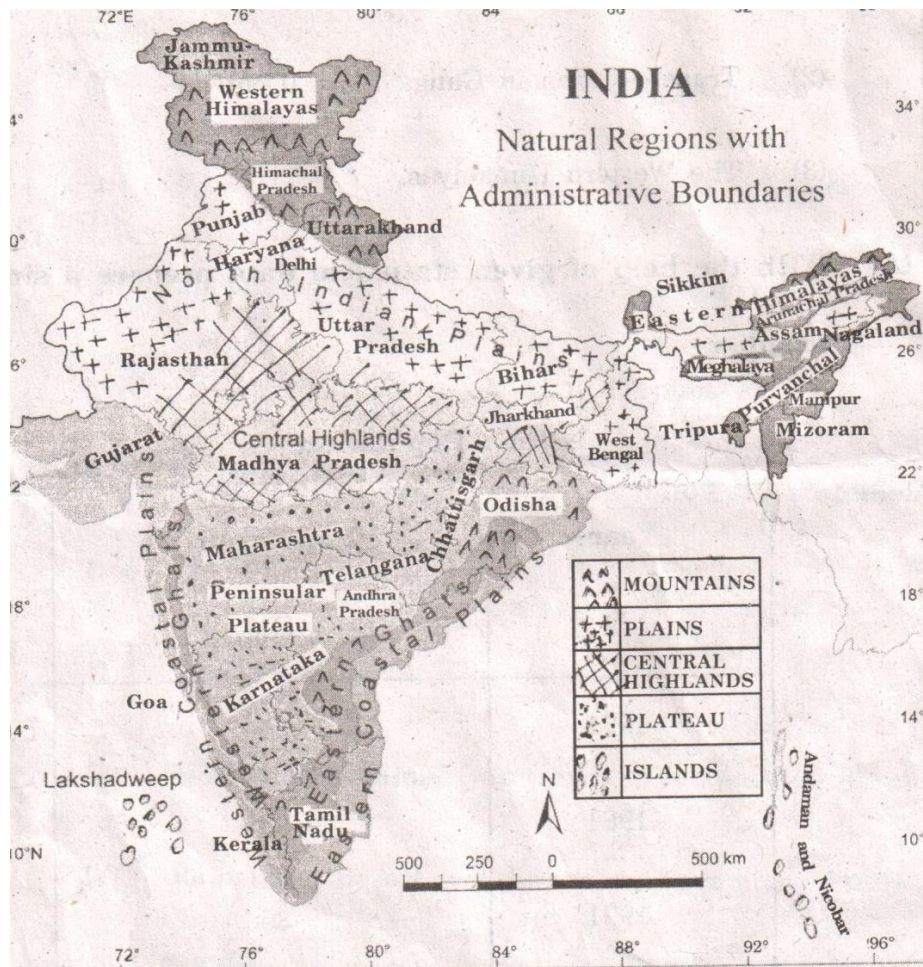 72°E
76°
80°
84
INDIA
Natural Regions with
Administrative Boundaries
34°
30°
26°
22°
Jammu-
Kashmir
Western
Himalayas
Himachal
Pradesh
Punjab
Uttarakhand
Haryana
Delhi
North Indian Plain
Uttar
Pradesh
Rajasthan
Bihar
Sikkim
Eastern Himalayas
Arunachal Pradesh
Assam
Nagaland
Meghalaya
Purvanchal
Manipur
Tripura
Mizoram
Jharkhand
West
Bengal
Gujarat
Central Highlands
Madhya Pradesh
Chhattisgarh
Odisha
Maharashtra
Telangana
Peninsular
Plateau
Andhra
Pradesh
Karnataka
Goa
Western Coastal Plains
Western Ghats
Eastern Ghars
Eastern Coastal Plains
Tamil
Nadu
Kerala
Lakshadweep
MOUNTAINS
PLAINS
CENTRAL
HIGHLANDS
PLATEAU
ISLANDS
N
500 250 0 500 km
Andaman and Nicobar
18°
14°
10°N
10°
72°
76°
80°
88°
92°
96°